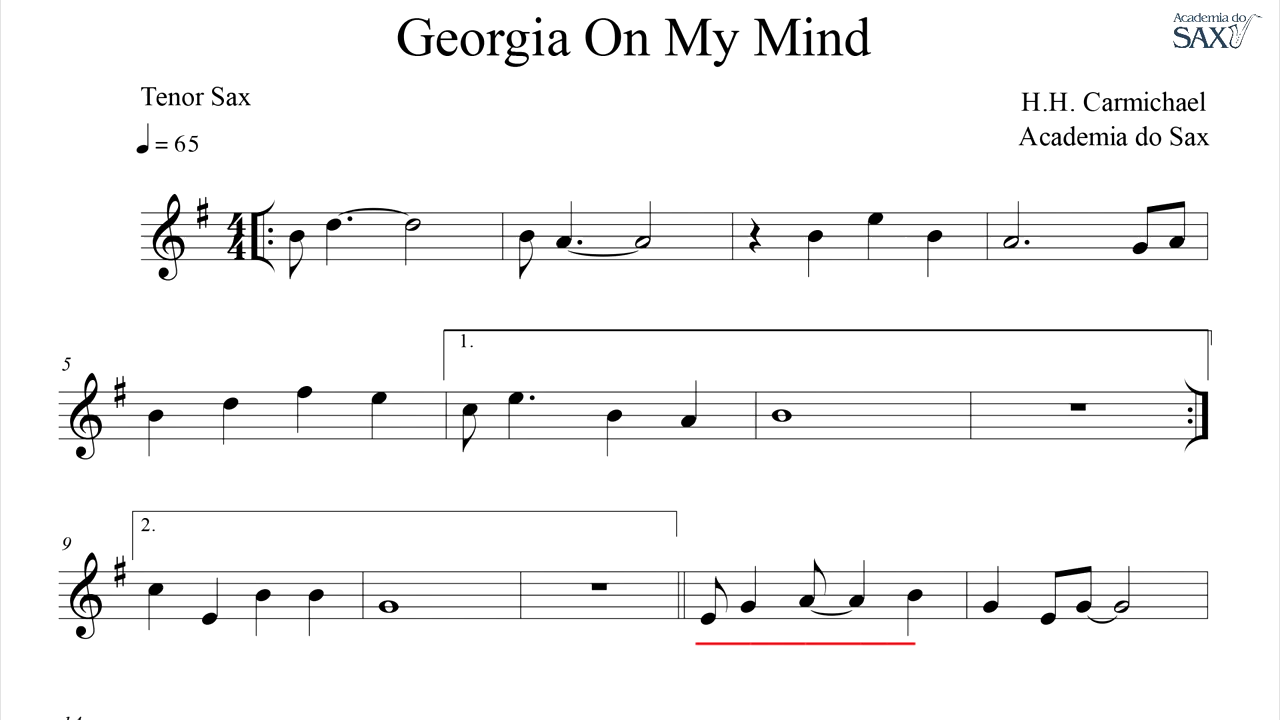 Georgia On My Mind
Academia do
SAX
Tenor Sax
H.H. Carmichael
= 65
Academia do Sax
4
4
5
1.
9
2.